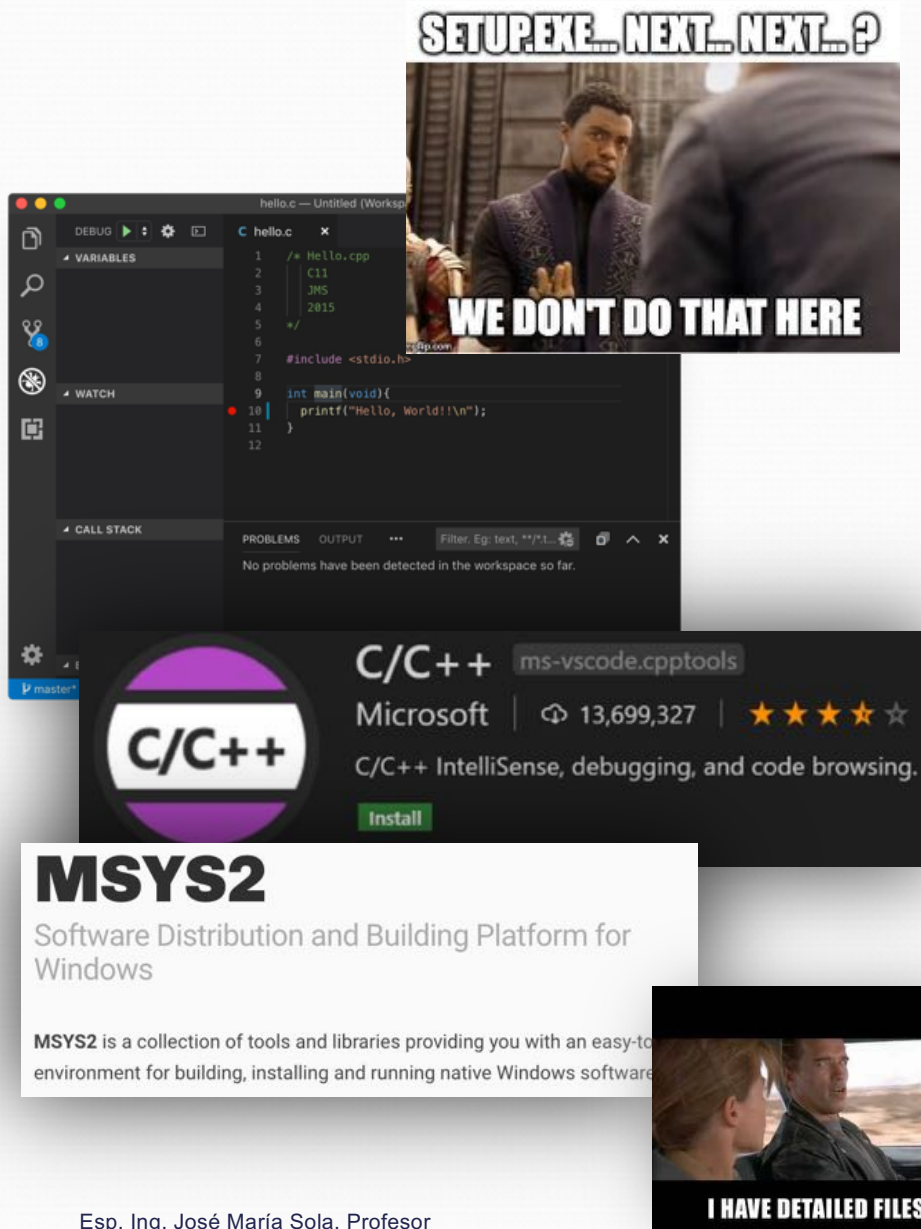 SETUP.EXE... NEXT... NEXT... ?
WE DON'T DO THAT HERE
hello.c — Untitled (Worksp
DEBUG
hello.c
VARIABLES
WATCH
CALL STACK
1 /* Hello.cpp
2 C11
3 JMS
4 2015
5 */
6
7 #include <stdio.h>
8
9 int main(void){
10 printf("Hello, World!!\n");
11 }
12
8
PROBLEMS OUTPUT ••• Filter. Eg: text, **/*.t...
No problems have been detected in the workspace so far.
master*
C/C++
C/C++ ms-vscode.cpptools
Microsoft | 13,699,327 |
C/C++ IntelliSense, debugging, and code browsing.
Install
MSYS2
Software Distribution and Building Platform for
Windows
MSYS2 is a collection of tools and libraries providing you with an easy-to
environment for building, installing and running native Windows software
I HAVE DETAILED FILES
Esp. Ing. José María Sola, Profesor